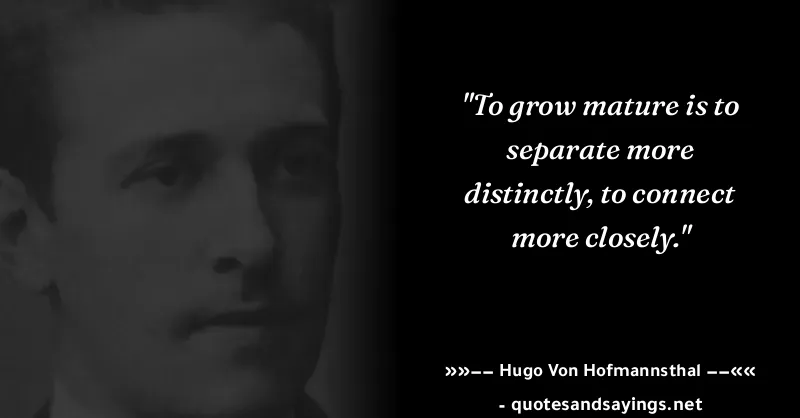 "To grow mature is to
separate more
distinctly, to connect
more closely."
»»–– Hugo Von Hofmannsthal ––««
- quotesandsayings.net